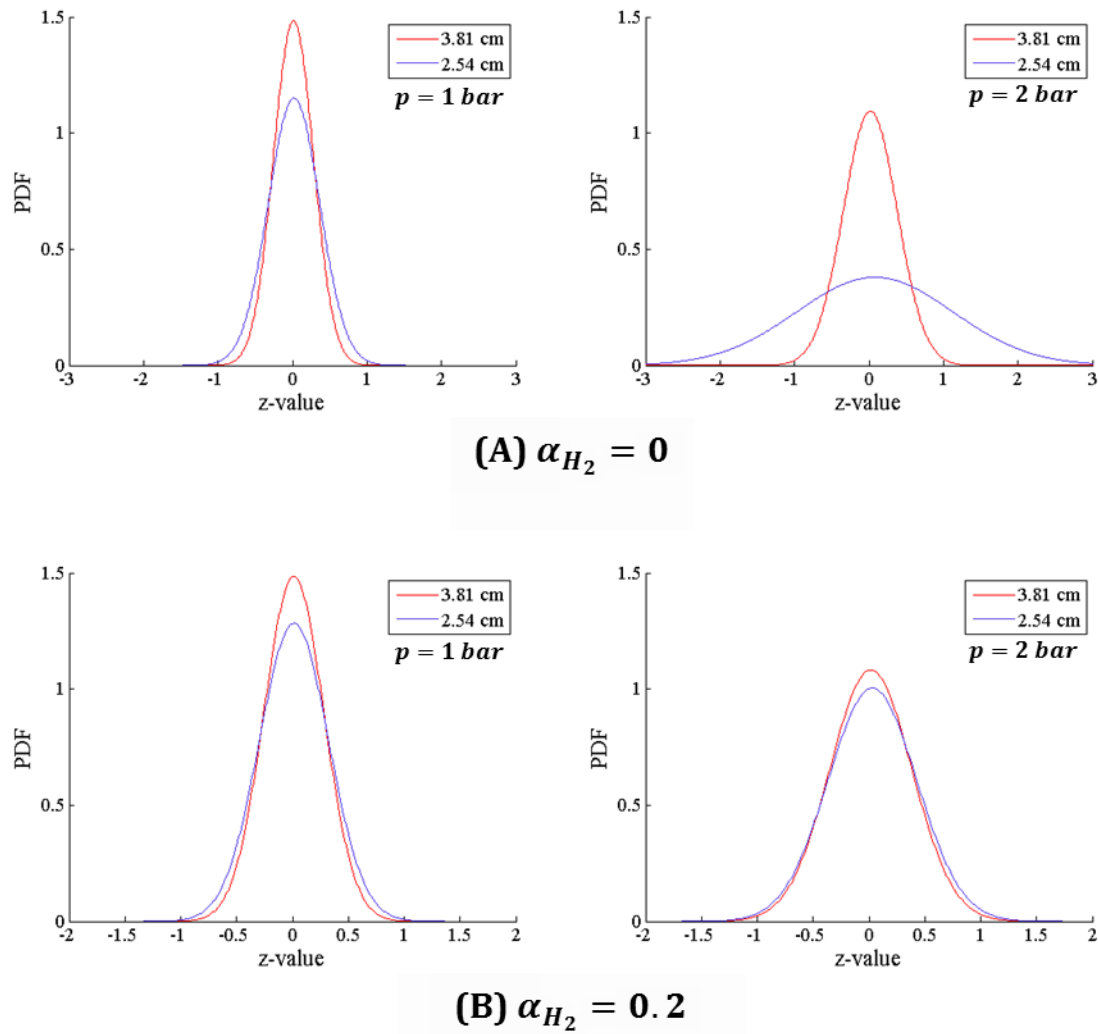 1.5
1
0.5
0
PDF
-3 -2 -1 0 1 2 3
z-value
3.81 cm
2.54 cm
p = 1 bar
1.5
1
0.5
0
PDF
-3 -2 -1 0 1 2 3
z-value
3.81 cm
2.54 cm
p = 2 bar
(A) α_{H_2} = 0
1.5
1
0.5
0
PDF
-2 -1.5 -1 -0.5 0 0.5 1 1.5 2
z-value
3.81 cm
2.54 cm
p = 1 bar
1.5
1
0.5
0
PDF
-2 -1.5 -1 -0.5 0 0.5 1 1.5 2
z-value
3.81 cm
2.54 cm
p = 2 bar
(B) α_{H_2} = 0.2